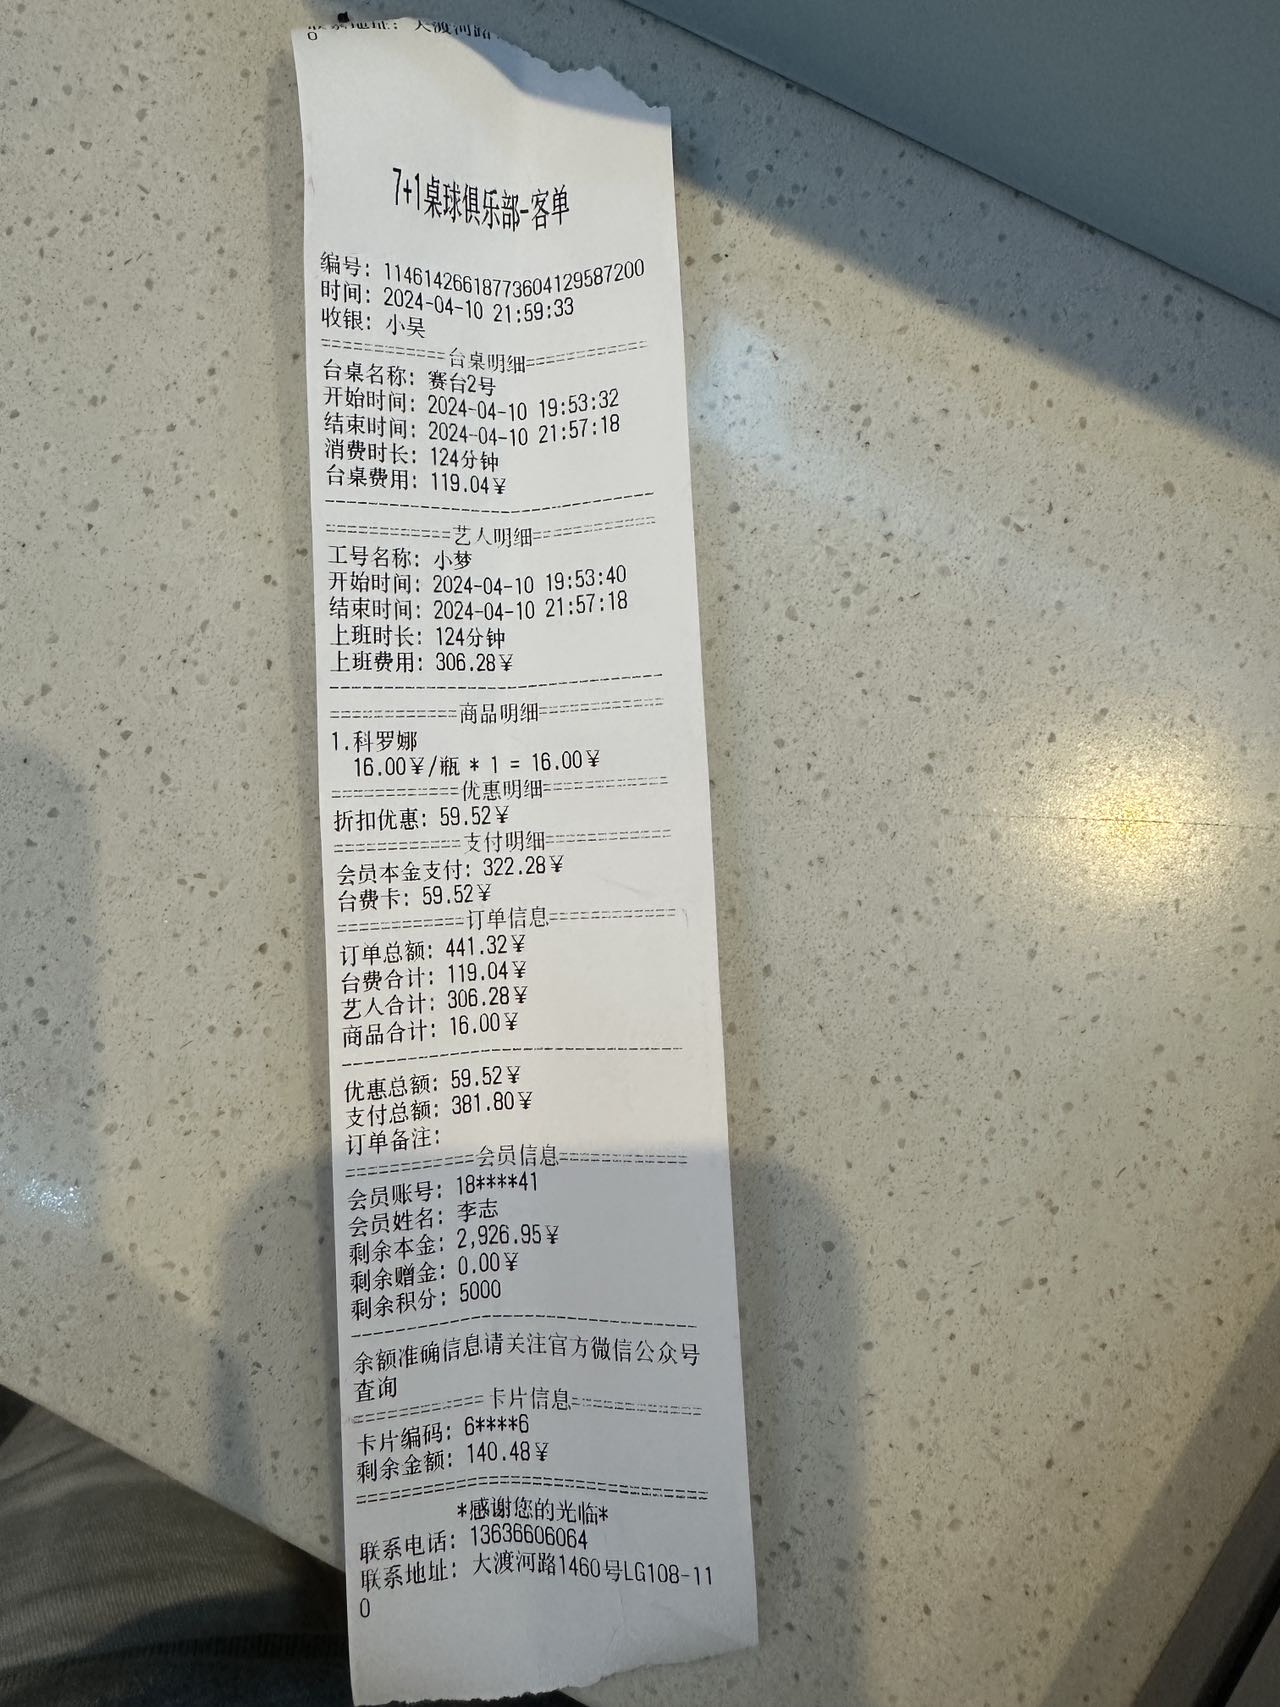 联系地址: 大渡河路
0
7+1桌球俱乐部-客单
编号: 1146142661877360412958​7200
时间: 2024-04-10 21:59:33
收银: 小吴
============台桌明细============
台桌名称: 赛台2号
开始时间: 2024-04-10 19:53:32
结束时间: 2024-04-10 21:57:18
消费时长: 124分钟
台桌费用: 119.04¥
--------------------------------
============艺人明细============
工号名称: 小梦
开始时间: 2024-04-10 19:53:40
结束时间: 2024-04-10 21:57:18
上班时长: 124分钟
上班费用: 306.28¥
--------------------------------
============商品明细============
1.科罗娜
16.00¥/瓶 * 1 = 16.00¥
============优惠明细============
折扣优惠: 59.52¥
============支付明细============
会员本金支付: 322.28¥
台费卡: 59.52¥
============订单信息============
订单总额: 441.32¥
台费合计: 119.04¥
艺人合计: 306.28¥
商品合计: 16.00¥
--------------------------------
优惠总额: 59.52¥
支付总额: 381.80¥
订单备注:
============会员信息============
会员账号: 18****41
会员姓名: 李志
剩余本金: 2,926.95¥
剩余赠金: 0.00¥
剩余积分: 5000
--------------------------------
余额准确信息请关注官方微信公众号
查询
============卡片信息============
卡片编码: 6****6
剩余金额: 140.48¥
================================
*感谢您的光临*
联系电话: 13636606064
联系地址: 大渡河路1460号LG108-11
0